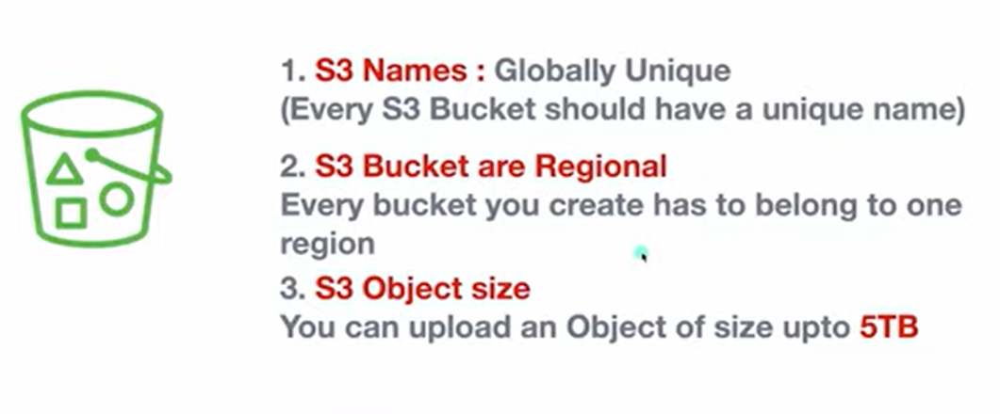 1. S3 Names : Globally Unique
(Every S3 Bucket should have a unique name)
2. S3 Bucket are Regional
Every bucket you create has to belong to one
region
3. S3 Object size
You can upload an Object of size upto 5TB